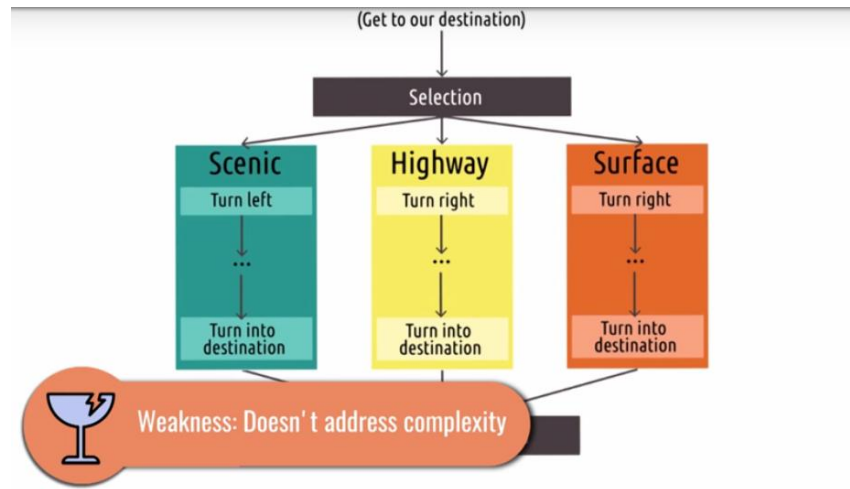 (Get to our destination)
Selection
Scenic
Turn left
...
Turn into
destination
Highway
Turn right
...
Turn into
destination
Surface
Turn right
...
Turn into
destination
Weakness: Doesn't address complexity